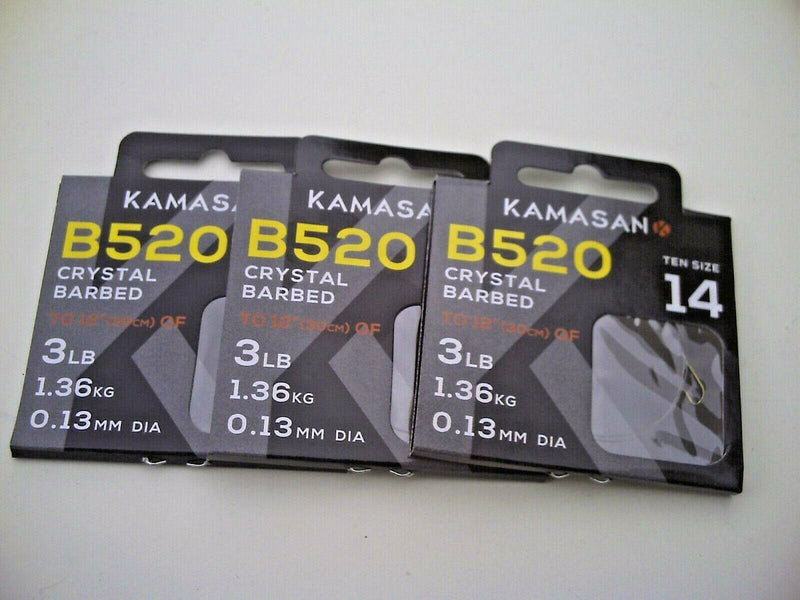 KAMASA
B520
CRYSTAL
BARBED
TO 12" (30CM) OF
3LB
1.36KG
0.13MM DIA
KAMASA
B520
CRYSTAL
BARBED
TO 12" (30CM) OF
3LB
1.36KG
0.13MM DIA
KAMASAN
B520
CRYSTAL
BARBED
TO 12" (30CM) OF
3LB
1.36KG
0.13MM DIA
TEN SIZE
14